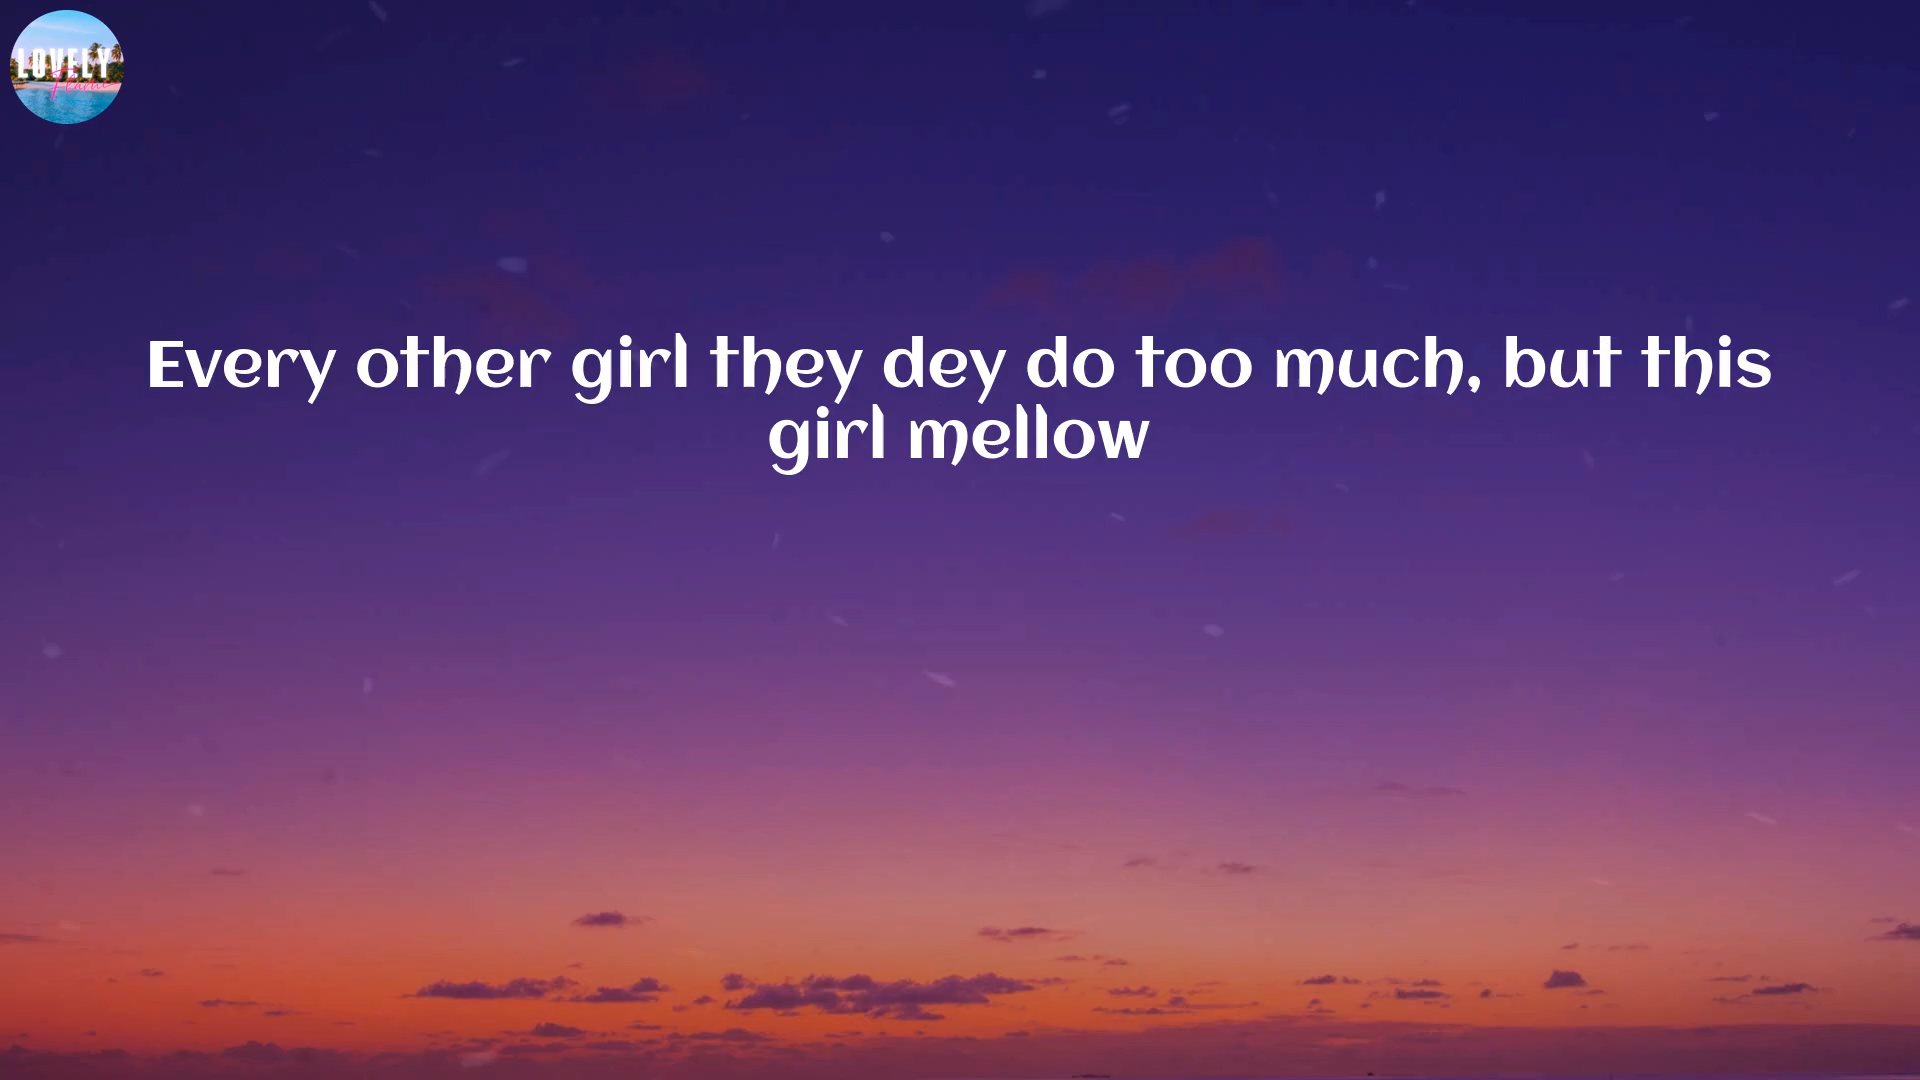 LOVELY
Every other girl they dey do too much, but this
girl mellow